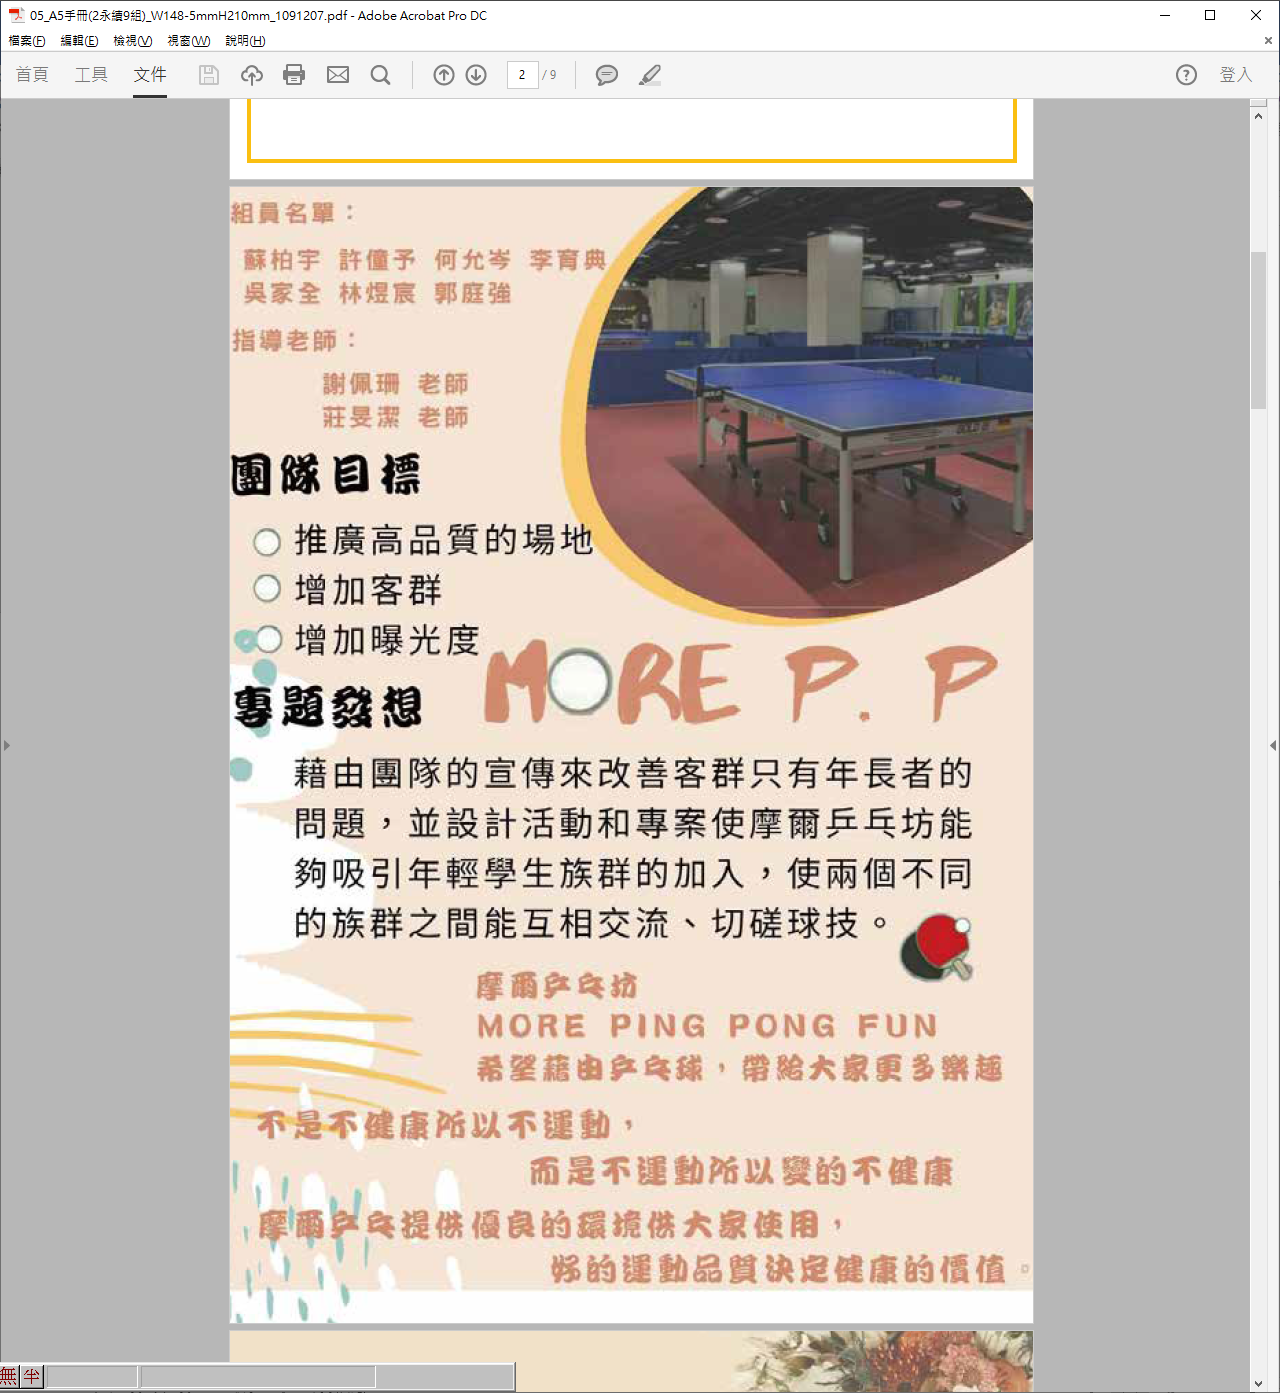 05_A5手冊(2永續9組)_W148-5mmH210mm_1091207.pdf - Adobe Acrobat Pro DC
檔案(F) 編輯(E) 檢視(V) 視窗(W) 說明(H)
首頁 工具 文件 2 / 9 登入
組員名單：
蘇柏宇 許僮予 何允岑 李育典
吳家全 林煜宸 郭庭強
指導老師：
謝佩珊 老師
莊旻潔 老師
團隊目標
推廣高品質的場地
增加客群
增加曝光度
MORE P. P
專題發想
藉由團隊的宣傳來改善客群只有年長者的
問題，並設計活動和專案使摩爾乒乓坊能
夠吸引年輕學生族群的加入，使兩個不同
的族群之間能互相交流、切磋球技。
摩爾乒乓坊
MORE PING PONG FUN
希望藉由乒乓球，帶給大家更多樂趣
不是不健康所以不運動，
而是不運動所以變的不健康
摩爾乒乓提供優良的環境供大家使用，
好的運動品質決定健康的價值。
無 半